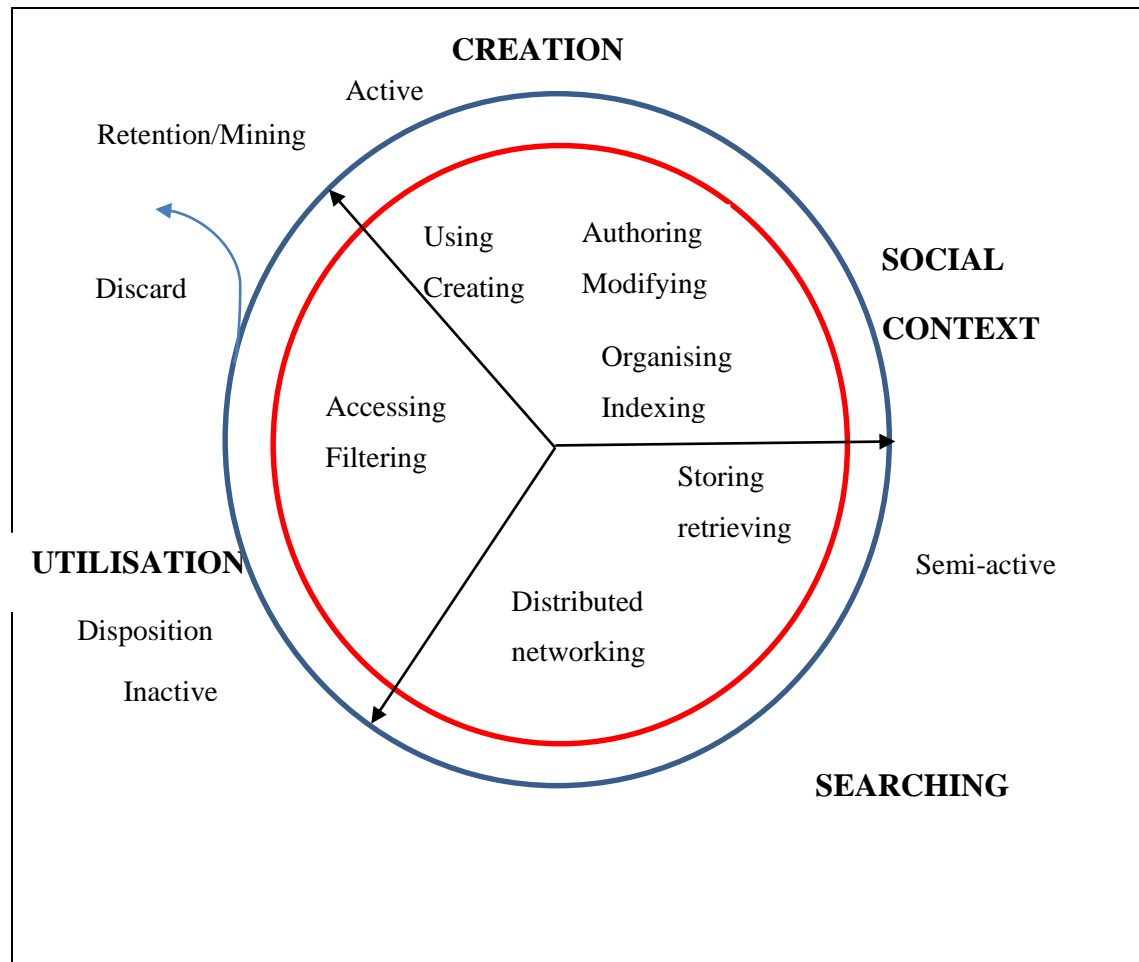 CREATION
Active
Retention/Mining
Using
Creating
Authoring
Modifying
SOCIAL
CONTEXT
Discard
Organising
Indexing
Accessing
Filtering
Storing
retrieving
UTILISATION
Semi-active
Disposition
Inactive
Distributed
networking
SEARCHING